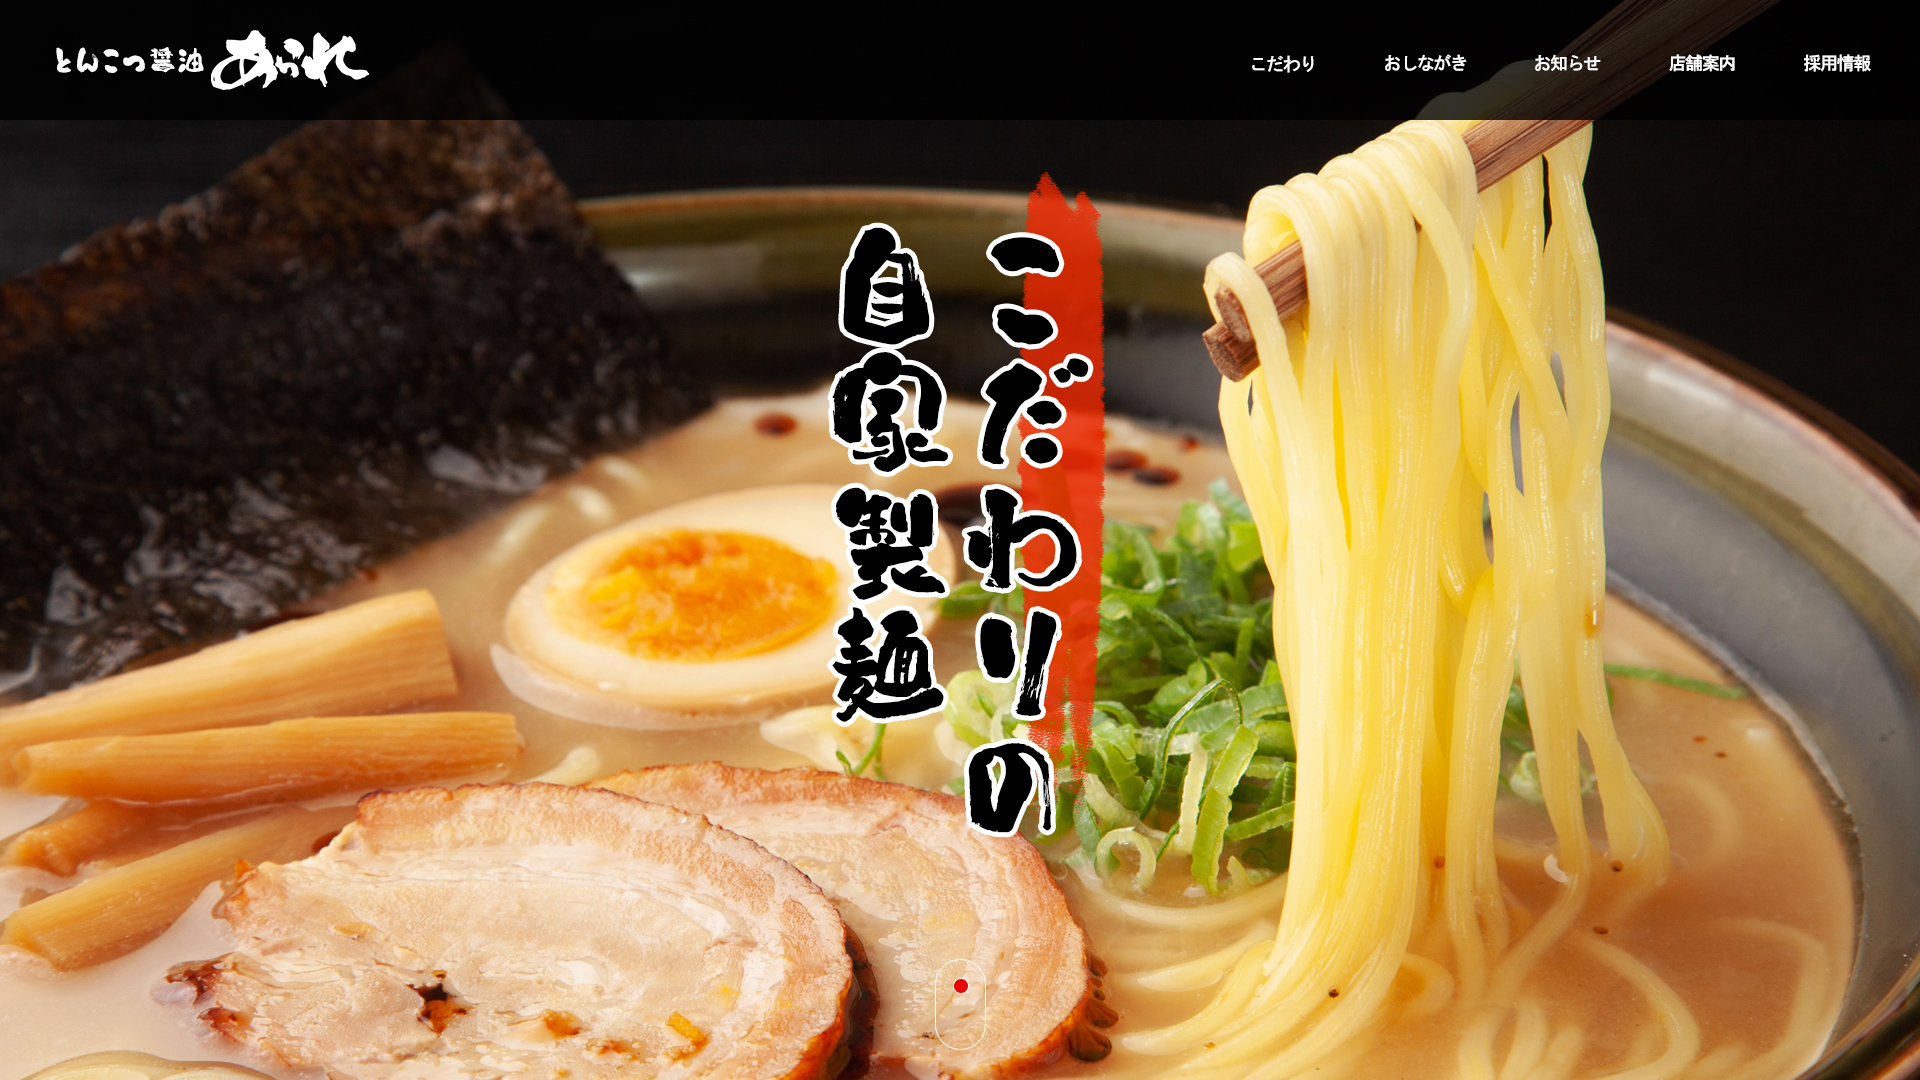 とんこつ醤油 あられ
こだわり
おしながき
お知らせ
店舗案内
採用情報
こだわりの
自家製麺